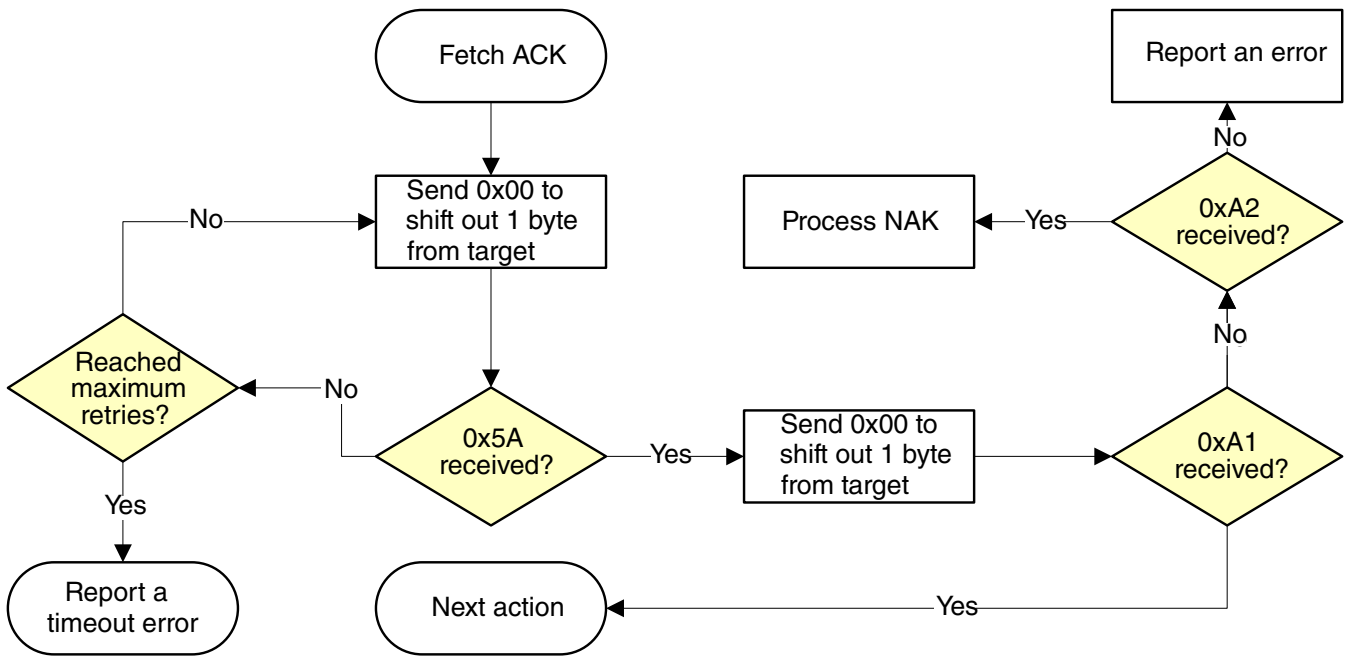 Fetch ACK
Report an error
No
Send 0x00 to
shift out 1 byte
from target
No
Process NAK
Yes
0xA2
received?
No
Reached
maximum
retries?
No
0x5A
received?
Yes
Send 0x00 to
shift out 1 byte
from target
0xA1
received?
Yes
Report a
timeout error
Next action
Yes